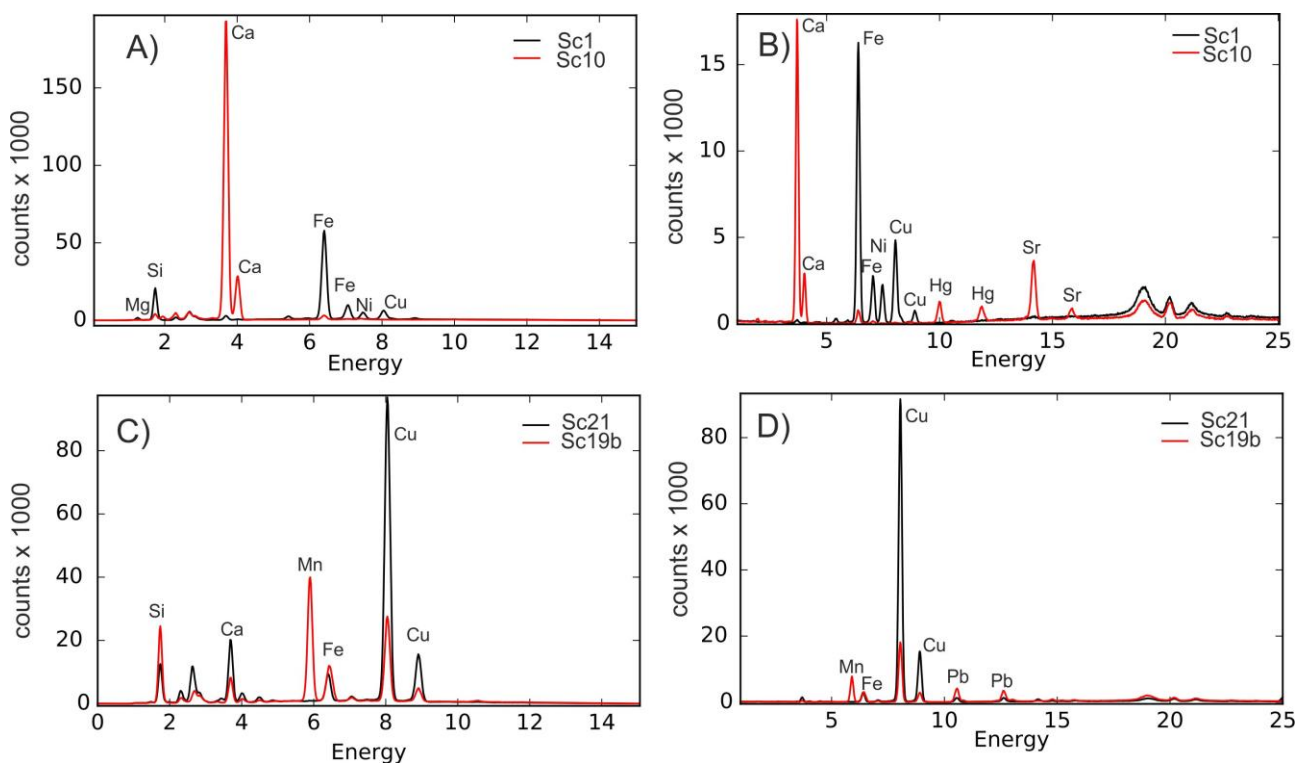 A)
Sc1
Sc10
counts x 1000
150
100
50
0
Mg
Si
Ca
Ca
Fe
Fe
Ni
Cu
2
4
6
8
10
12
14
Energy
B)
Sc1
Sc10
counts x 1000
15
10
5
0
Ca
Ca
Fe
Fe
Ni
Cu
Cu
Hg
Hg
Sr
Sr
5
10
15
20
25
Energy
C)
Sc21
Sc19b
counts x 1000
80
60
40
20
0
Si
Ca
Mn
Fe
Cu
Cu
0
2
4
6
8
10
12
14
Energy
D)
Sc21
Sc19b
counts x 1000
80
60
40
20
0
Mn
Fe
Cu
Cu
Pb
Pb
5
10
15
20
25
Energy